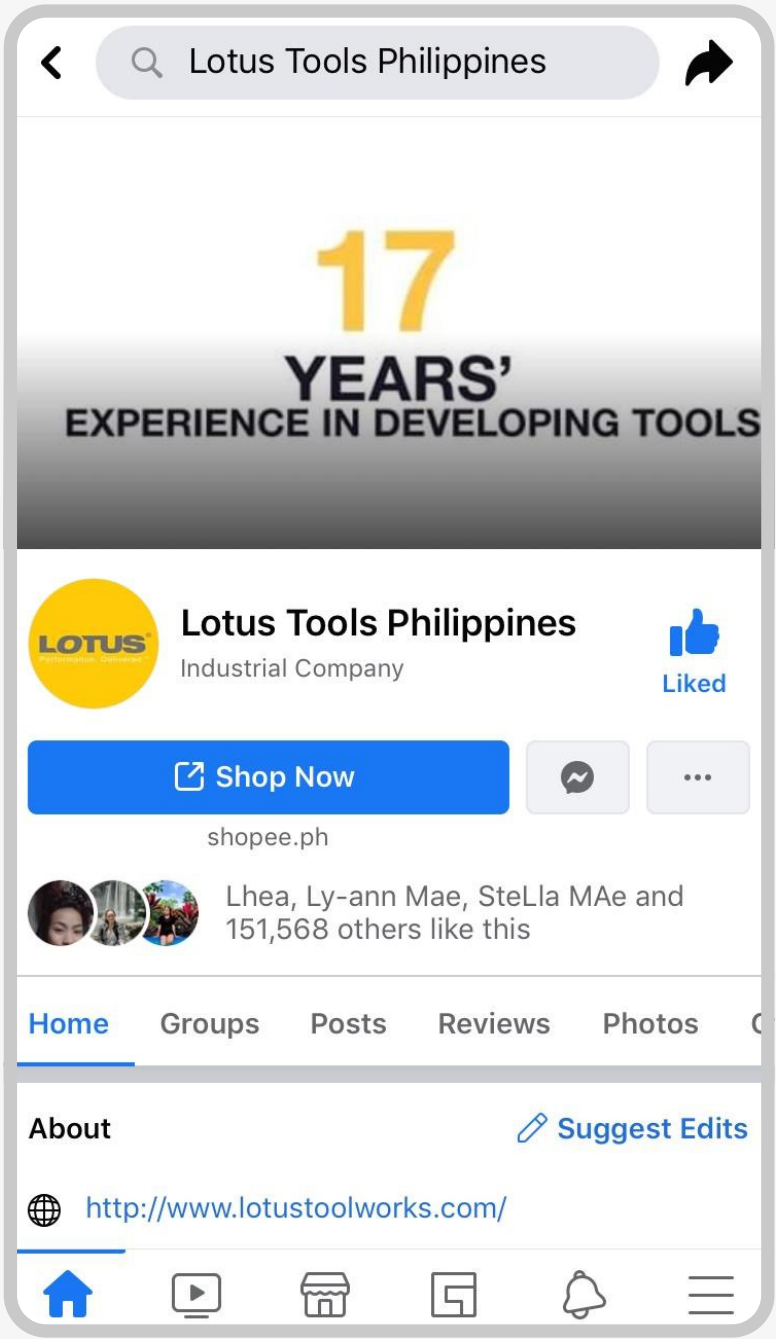 Lotus Tools Philippines
17
YEARS’
EXPERIENCE IN DEVELOPING TOOLS
LOTUS
Performance. Delivered.
Lotus Tools Philippines
Industrial Company
Liked
Shop Now
shopee.ph
Lhea, Ly-ann Mae, SteLla MAe and
151,568 others like this
Home Groups Posts Reviews Photos
About
Suggest Edits
http://www.lotustoolworks.com/